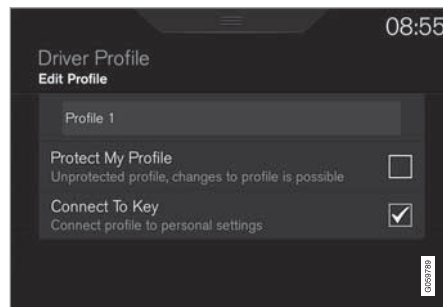 08:55
Driver Profile
Edit Profile
Profile 1
Protect My Profile
Unprotected profile, changes to profile is possible
Connect To Key
Connect profile to personal settings
G059789